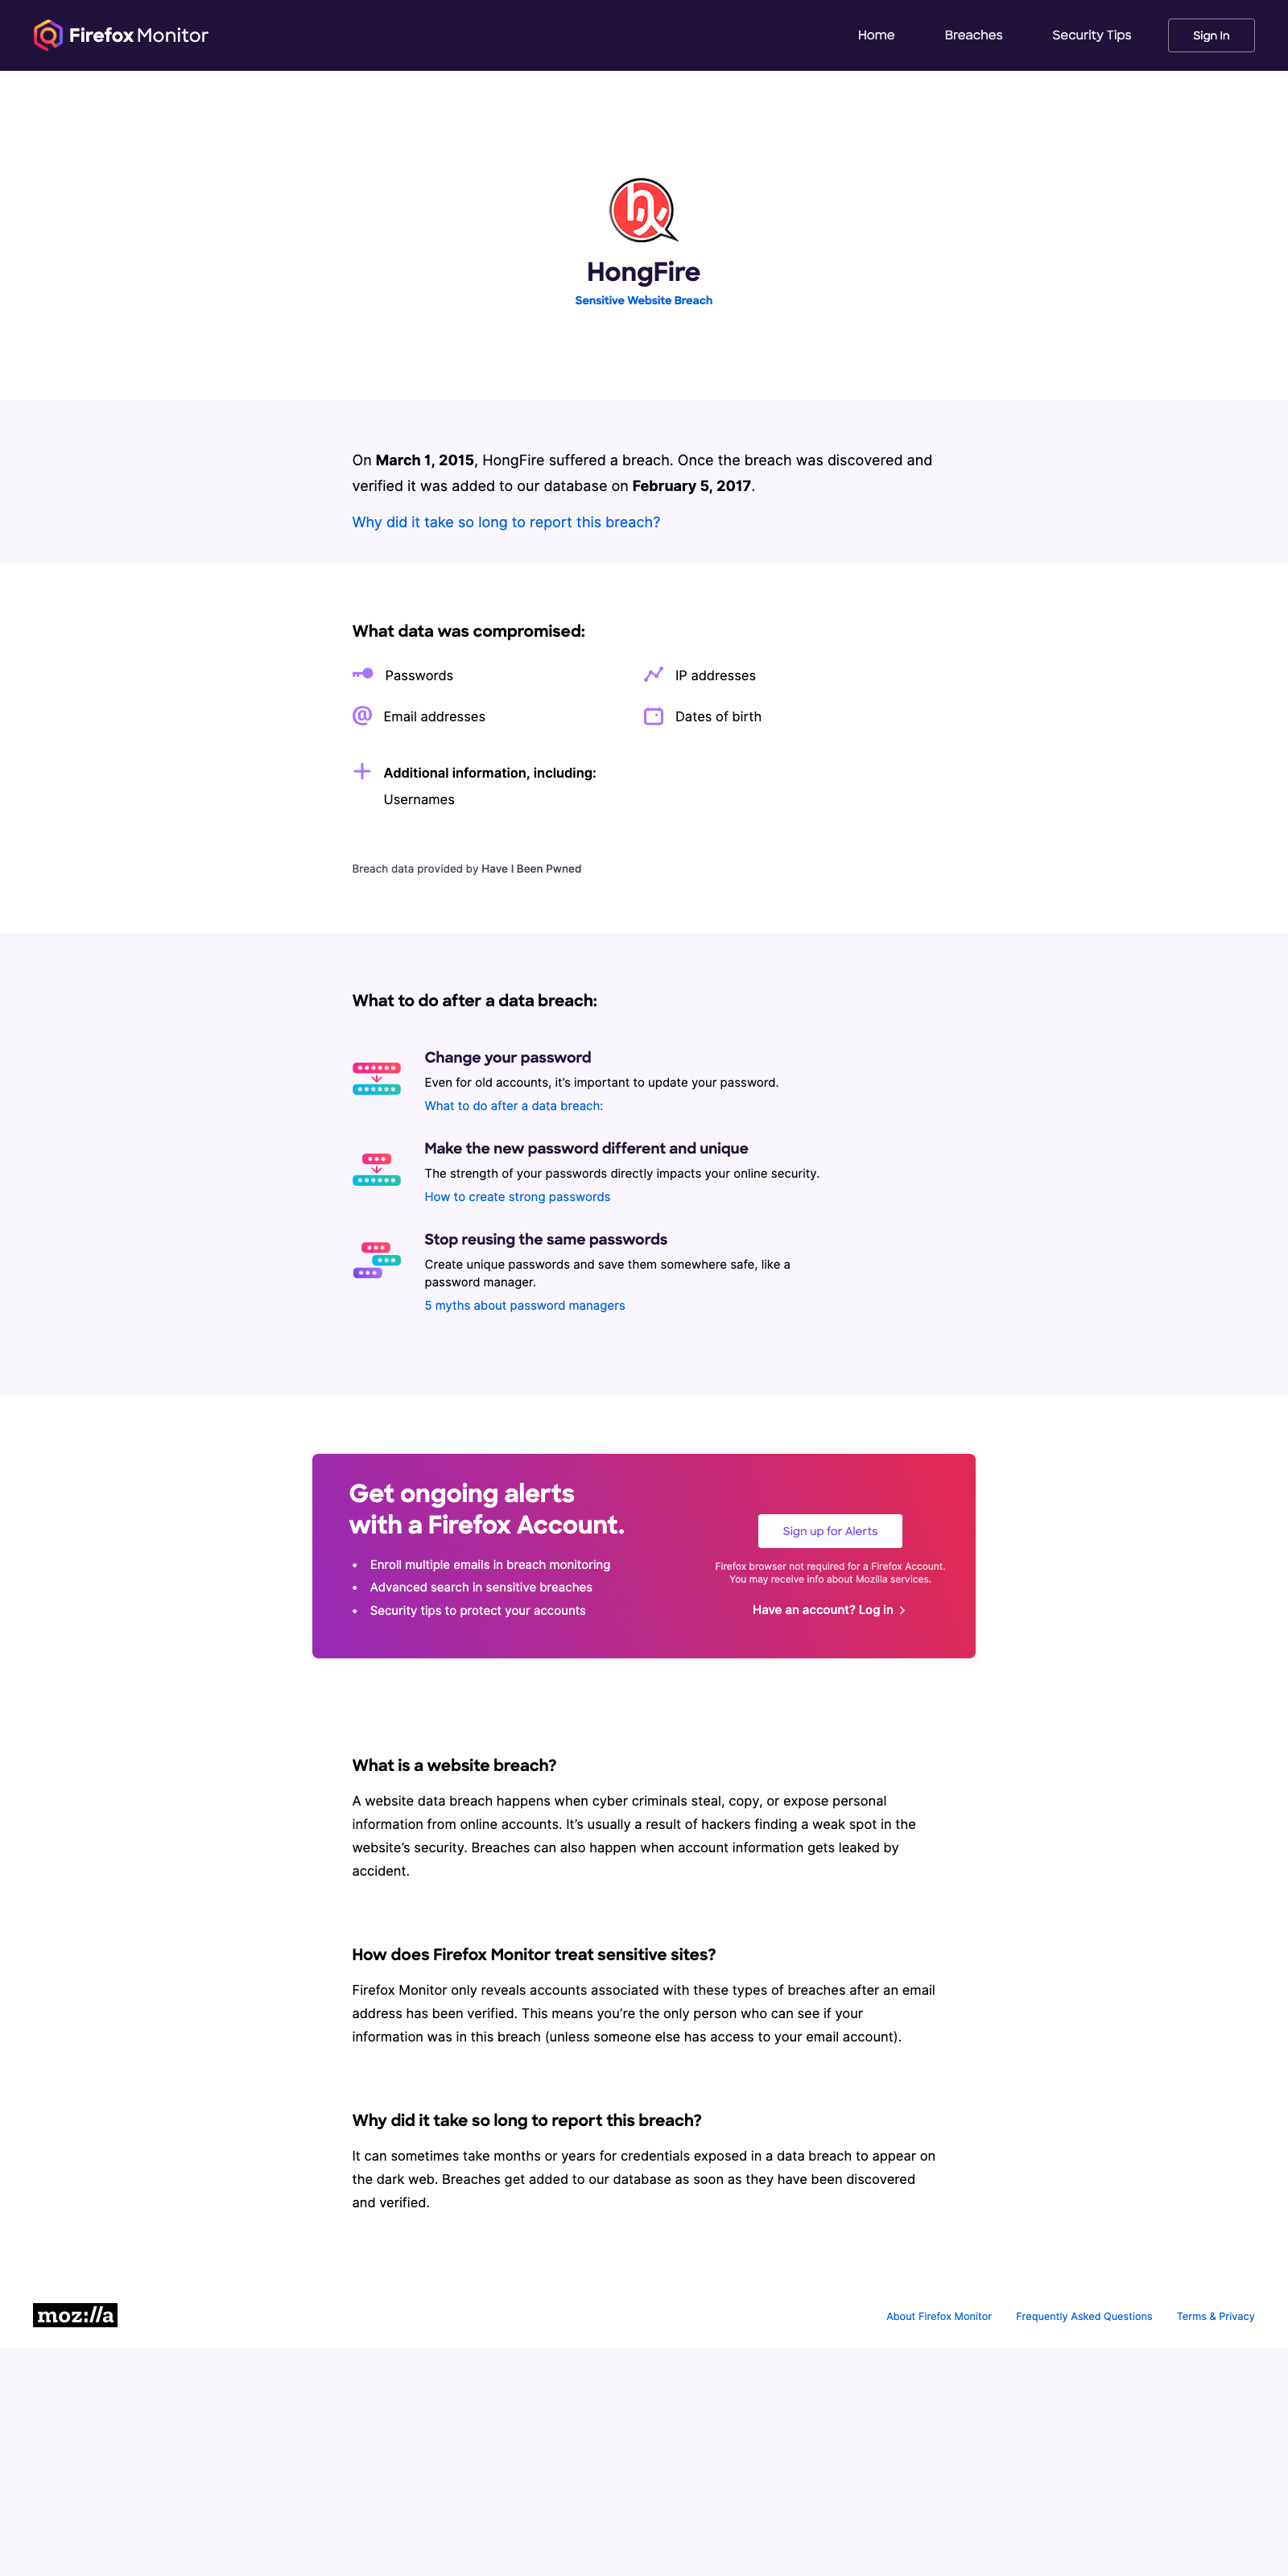 Firefox Monitor
Home
Breaches
Security Tips
Sign In
HongFire
Sensitive Website Breach
On March 1, 2015, HongFire suffered a breach. Once the breach was discovered and
verified it was added to our database on February 5, 2017.
Why did it take so long to report this breach?
What data was compromised:
Passwords
IP addresses
Email addresses
Dates of birth
Additional information, including:
Usernames
Breach data provided by Have I Been Pwned
What to do after a data breach:
Change your password
Even for old accounts, it’s important to update your password.
What to do after a data breach:
Make the new password different and unique
The strength of your passwords directly impacts your online security.
How to create strong passwords
Stop reusing the same passwords
Create unique passwords and save them somewhere safe, like a
password manager.
5 myths about password managers
Get ongoing alerts
with a Firefox Account.
• Enroll multiple emails in breach monitoring
• Advanced search in sensitive breaches
• Security tips to protect your accounts
Sign up for Alerts
Firefox browser not required for a Firefox Account.
You may receive info about Mozilla services.
Have an account? Log in
What is a website breach?
A website data breach happens when cyber criminals steal, copy, or expose personal
information from online accounts. It’s usually a result of hackers finding a weak spot in the
website’s security. Breaches can also happen when account information gets leaked by
accident.
How does Firefox Monitor treat sensitive sites?
Firefox Monitor only reveals accounts associated with these types of breaches after an email
address has been verified. This means you’re the only person who can see if your
information was in this breach (unless someone else has access to your email account).
Why did it take so long to report this breach?
It can sometimes take months or years for credentials exposed in a data breach to appear on
the dark web. Breaches get added to our database as soon as they have been discovered
and verified.
moz://a
About Firefox Monitor
Frequently Asked Questions
Terms & Privacy